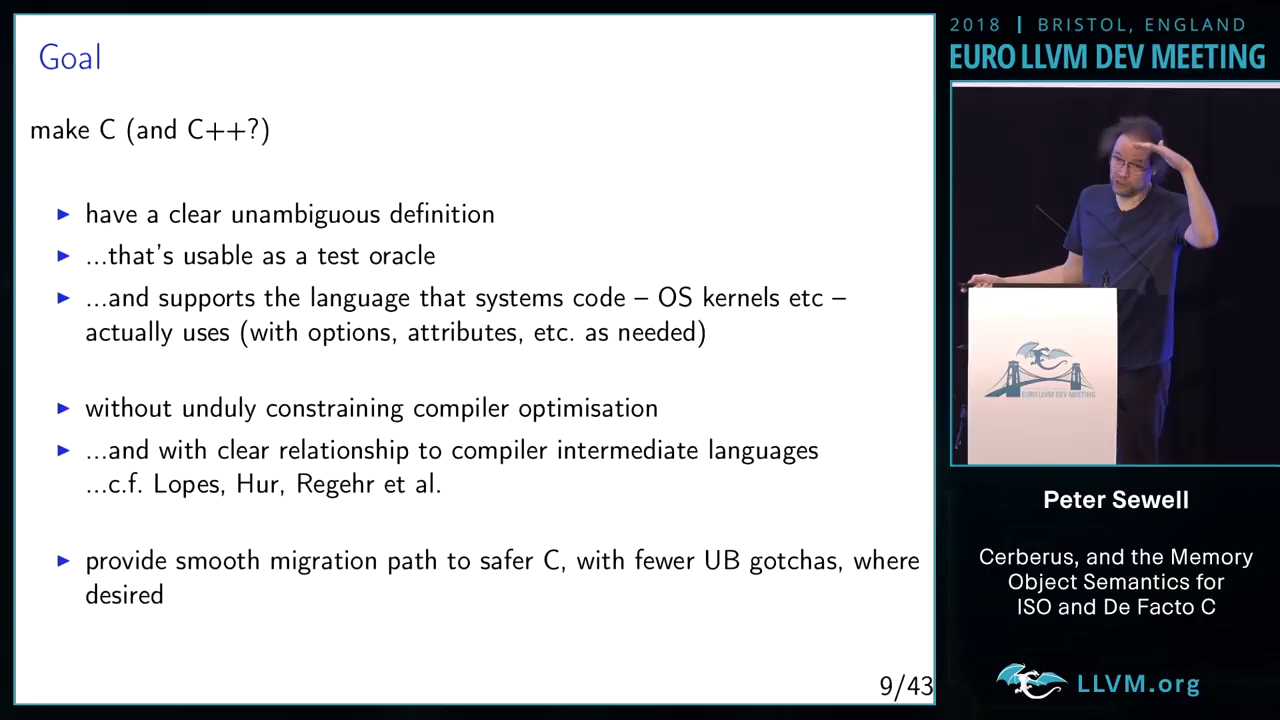 Goal
make C (and C++?)
► have a clear unambiguous definition
► ...that's usable as a test oracle
► ...and supports the language that systems code – OS kernels etc –
actually uses (with options, attributes, etc. as needed)
► without unduly constraining compiler optimisation
► ...and with clear relationship to compiler intermediate languages
...c.f. Lopes, Hur, Regehr et al.
► provide smooth migration path to safer C, with fewer UB gotchas, where
desired
9/43
2018 | BRISTOL, ENGLAND
EURO LLVM DEV MEETING
EURO LLVM DEV MEETING
Peter Sewell
Cerberus, and the Memory
Object Semantics for
ISO and De Facto C
LLVM.org